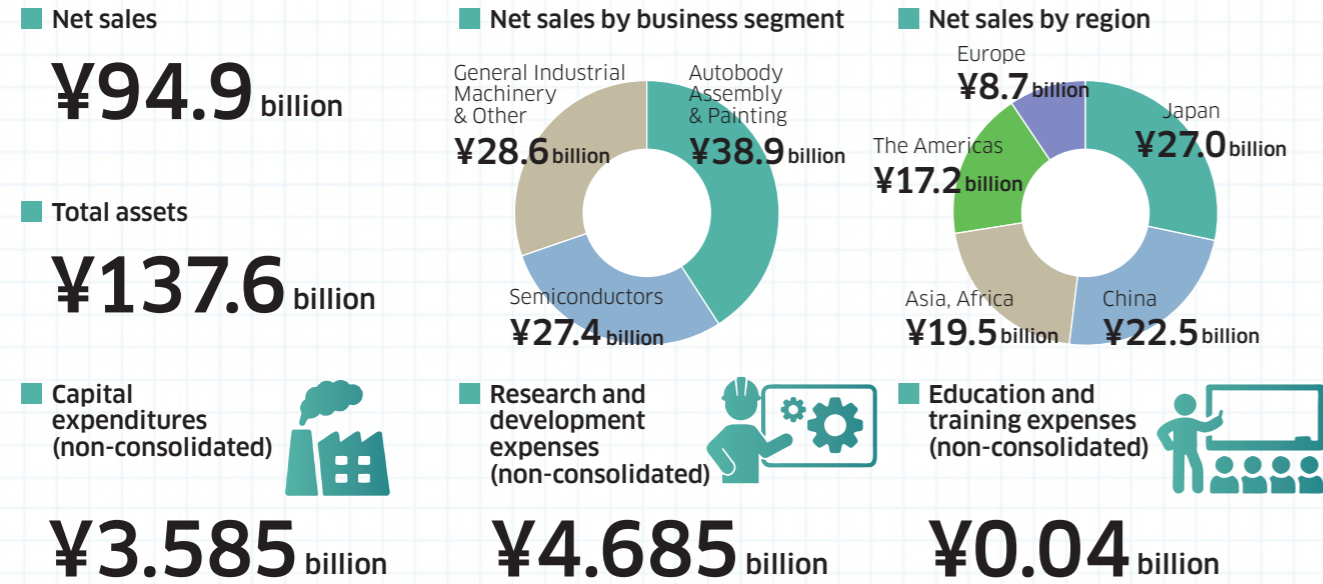 Net sales
¥94.9 billion
Total assets
¥137.6 billion
Net sales by business segment
General Industrial
Machinery
& Other
¥28.6 billion
Autobody
Assembly
& Painting
¥38.9 billion
Semiconductors
¥27.4 billion
Net sales by region
Europe
¥8.7 billion
Japan
¥27.0 billion
The Americas
¥17.2 billion
Asia, Africa
¥19.5 billion
China
¥22.5 billion
Capital
expenditures
(non-consolidated)
¥3.585 billion
Research and
development
expenses
(non-consolidated)
¥4.685 billion
Education and
training expenses
(non-consolidated)
¥0.04 billion